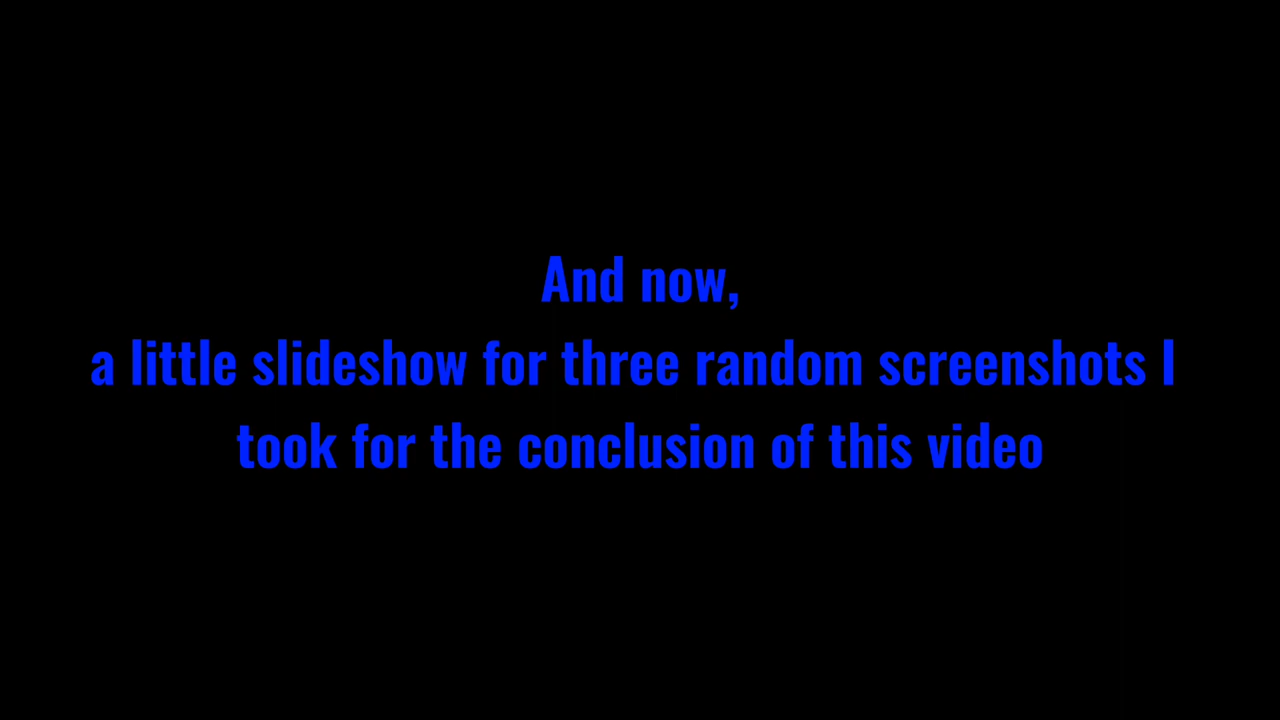 And now,
a little slideshow for three random screenshots I
took for the conclusion of this video